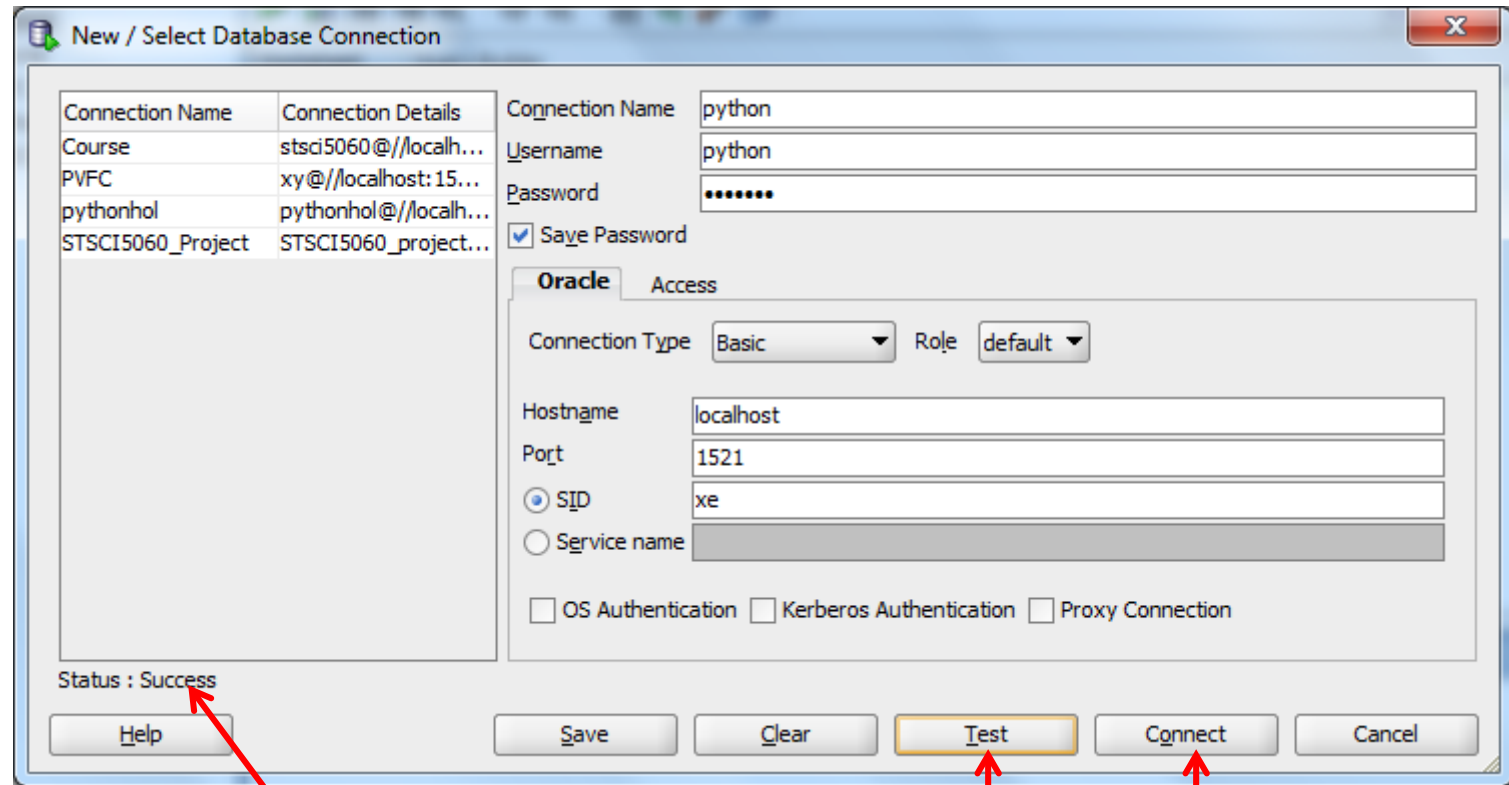 New / Select Database Connection
Connection Name Connection Details
Course stsci5060@//localh...
PVFC xy@//localhost:15...
pythonhol pythonhol@//localh...
STSCI5060_Project STSCI5060_project...
Connection Name python
Username python
Password •••••••
Save Password
Oracle Access
Connection Type Basic Role default
Hostname localhost
Port 1521
SID xe
Service name
OS Authentication Kerberos Authentication Proxy Connection
Status : Success
Help Save Clear Test Connect Cancel